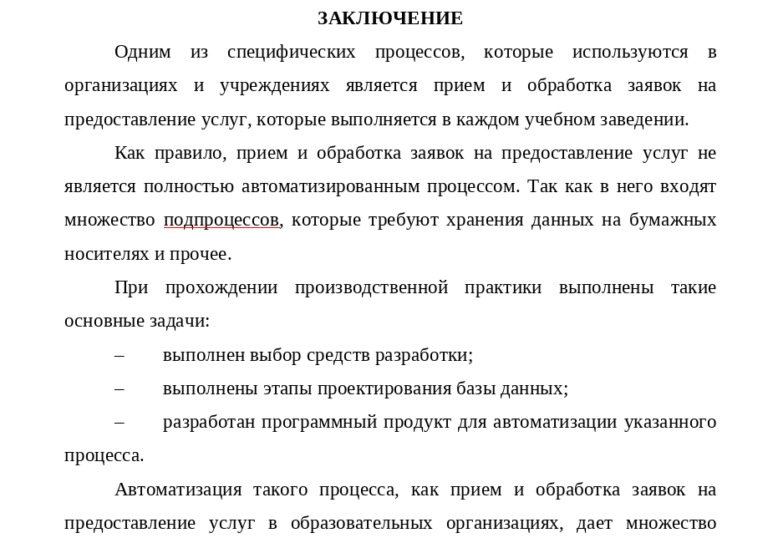 ЗАКЛЮЧЕНИЕ
Одним из специфических процессов, которые используются в
организациях и учреждениях является прием и обработка заявок на
предоставление услуг, которые выполняется в каждом учебном заведении.
Как правило, прием и обработка заявок на предоставление услуг не
является полностью автоматизированным процессом. Так как в него входят
множество подпроцессов, которые требуют хранения данных на бумажных
носителях и прочее.
При прохождении производственной практики выполнены такие
основные задачи:
– выполнен выбор средств разработки;
– выполнены этапы проектирования базы данных;
– разработан программный продукт для автоматизации указанного
процесса.
Автоматизация такого процесса, как прием и обработка заявок на
предоставление услуг в образовательных организациях, дает множество